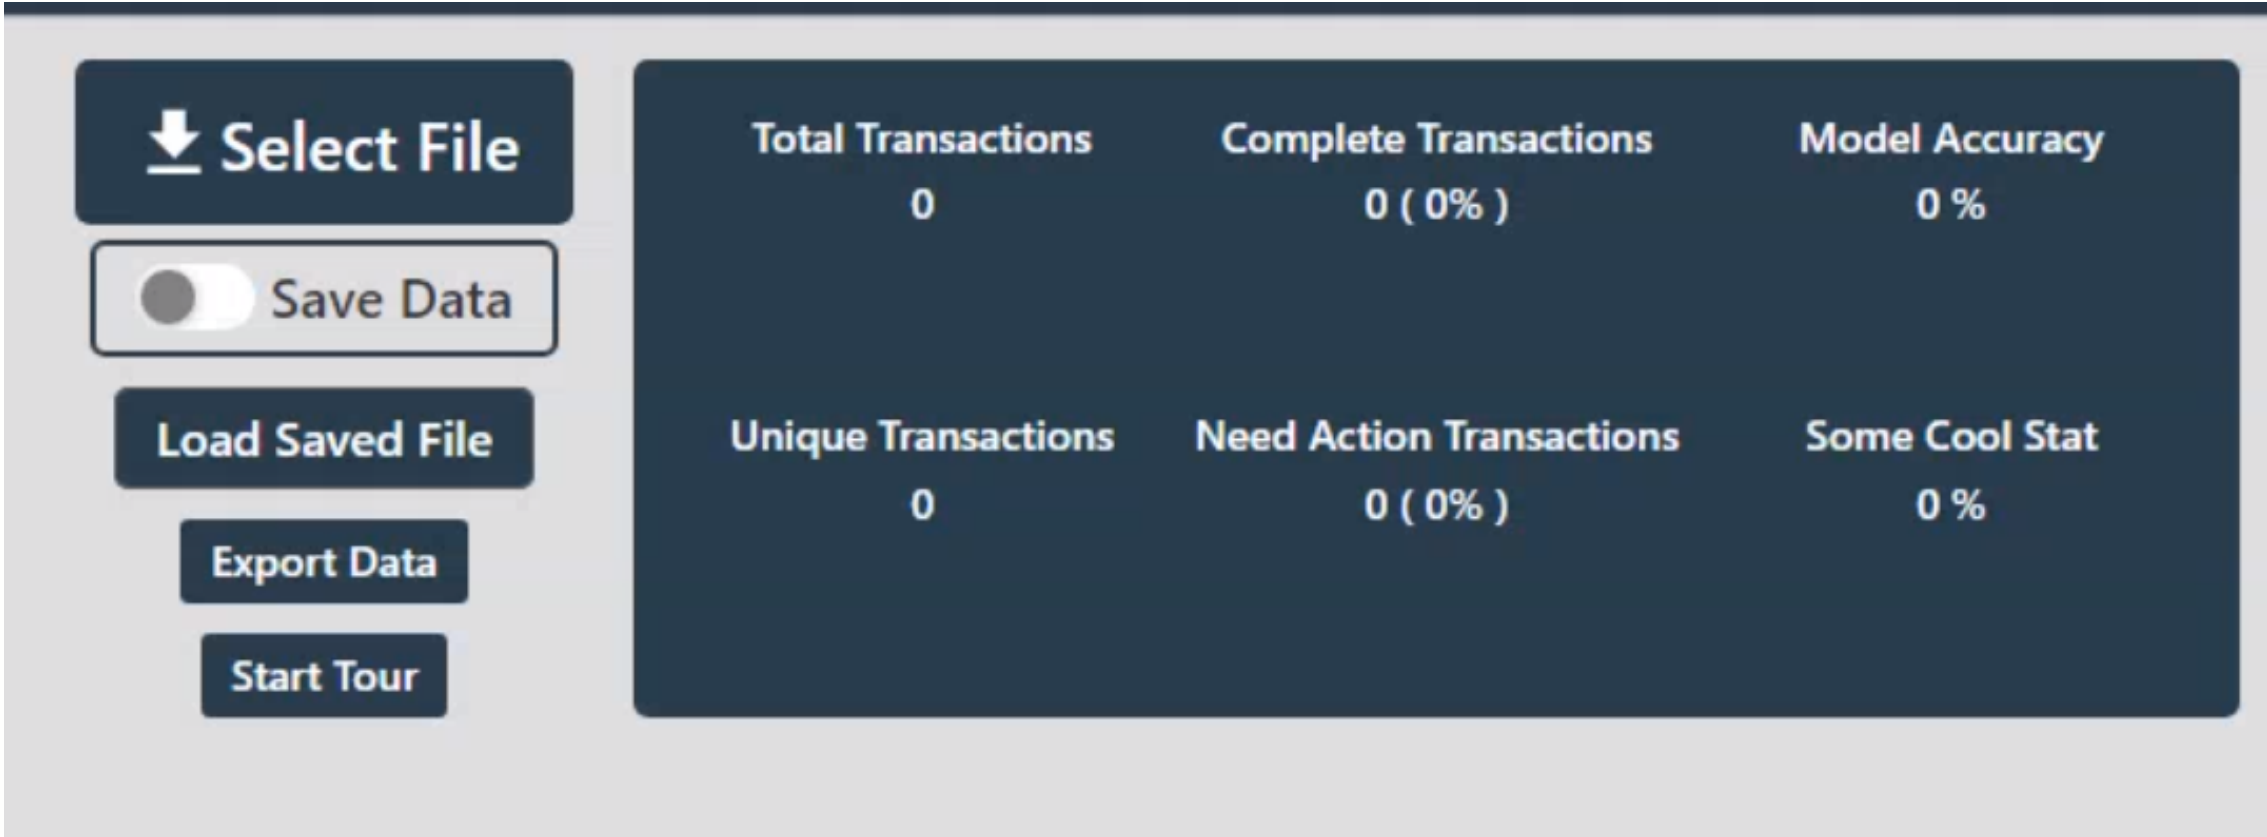 Select File
Save Data
Load Saved File
Export Data
Start Tour
Total Transactions
0
Complete Transactions
0 ( 0% )
Model Accuracy
0 %
Unique Transactions
0
Need Action Transactions
0 ( 0% )
Some Cool Stat
0 %